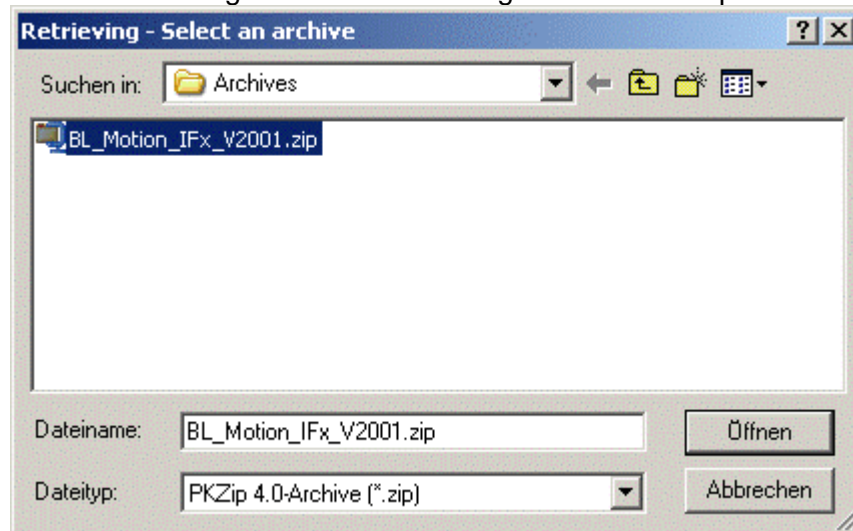 Retrieving - Select an archive
Suchen in: Archives
BL_Motion_IFx_V2001.zip
Dateiname: BL_Motion_IFx_V2001.zip Öffnen
Dateityp: PKZip 4.0-Archive (*.zip) Abbrechen